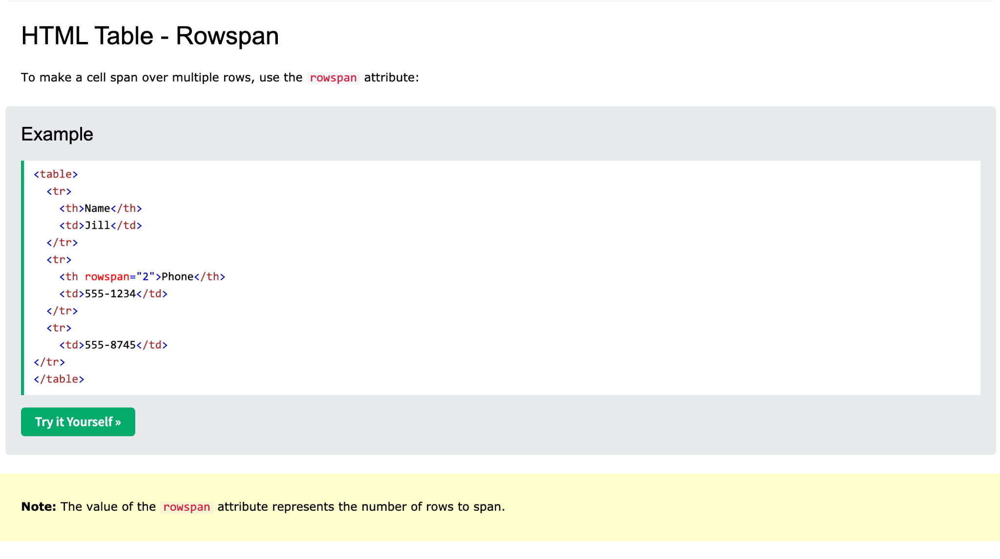 HTML Table - Rowspan
To make a cell span over multiple rows, use the rowspan attribute:
Example
<table>
  <tr>
    <th>Name</th>
    <td>Jill</td>
  </tr>
  <tr>
    <th rowspan="2">Phone</th>
    <td>555-1234</td>
  </tr>
  <tr>
    <td>555-8745</td>
</tr>
</table>
Try it Yourself »
Note: The value of the rowspan attribute represents the number of rows to span.